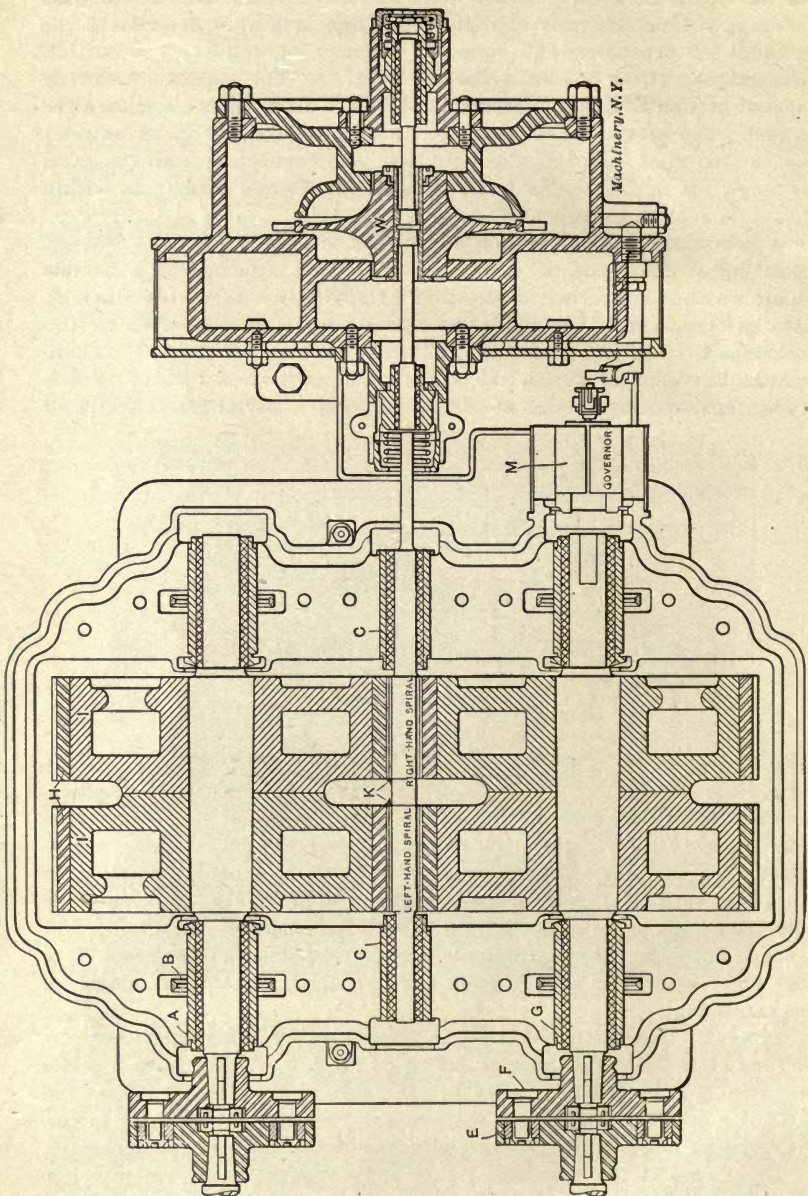 Machinery, N.Y.
W
M
GOVERNOR
C
RIGHT-HAND SPIRAL
K
LEFT-HAND SPIRAL
H
I
I
B
A
C
G
F
E